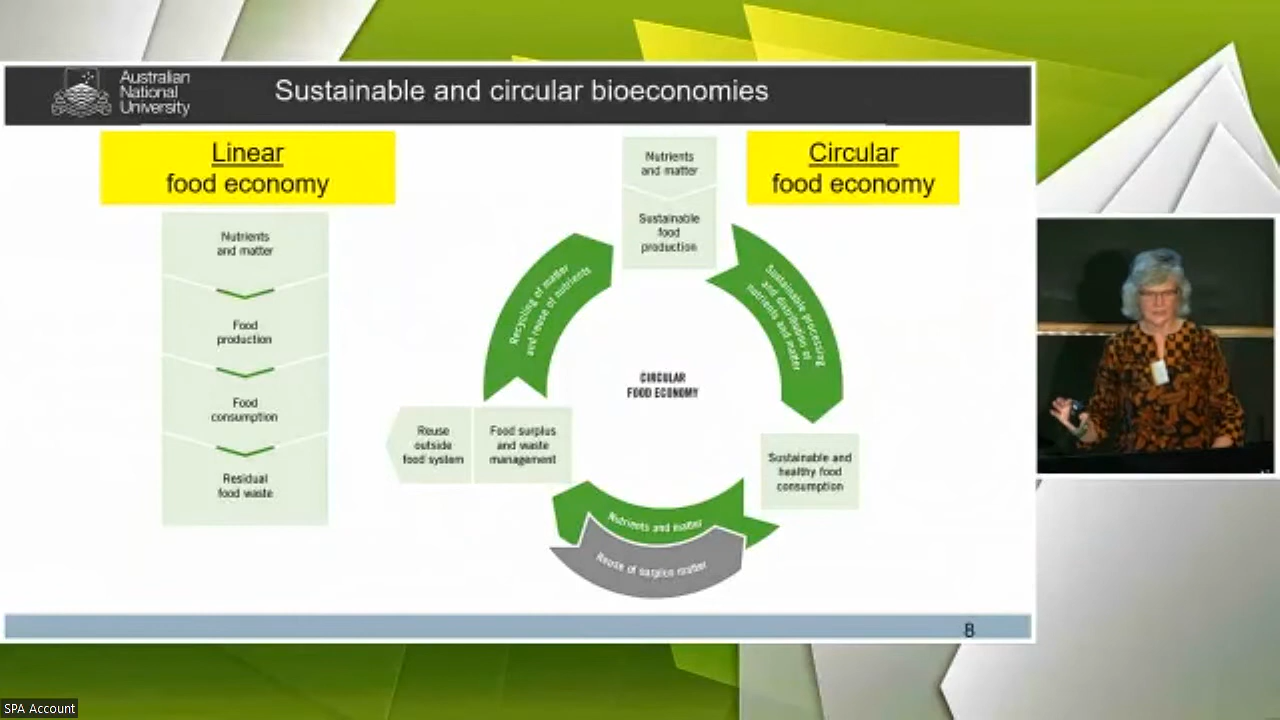 Australian
National
University
Sustainable and circular bioeconomies
Linear
food economy
Nutrients
and matter
Food
production
Food
consumption
Residual
food waste
Circular
food economy
Nutrients
and matter
Sustainable
food
production
Sustainable processing
and distribution of
nutrients and matter
Sustainable and
healthy food
consumption
Nutrients and matter
Reuse of surplus matter
Food surplus
and waste
management
Reuse
outside
food system
Recycling of matter
and reuse of nutrients
CIRCULAR
FOOD ECONOMY
8
SPA Account